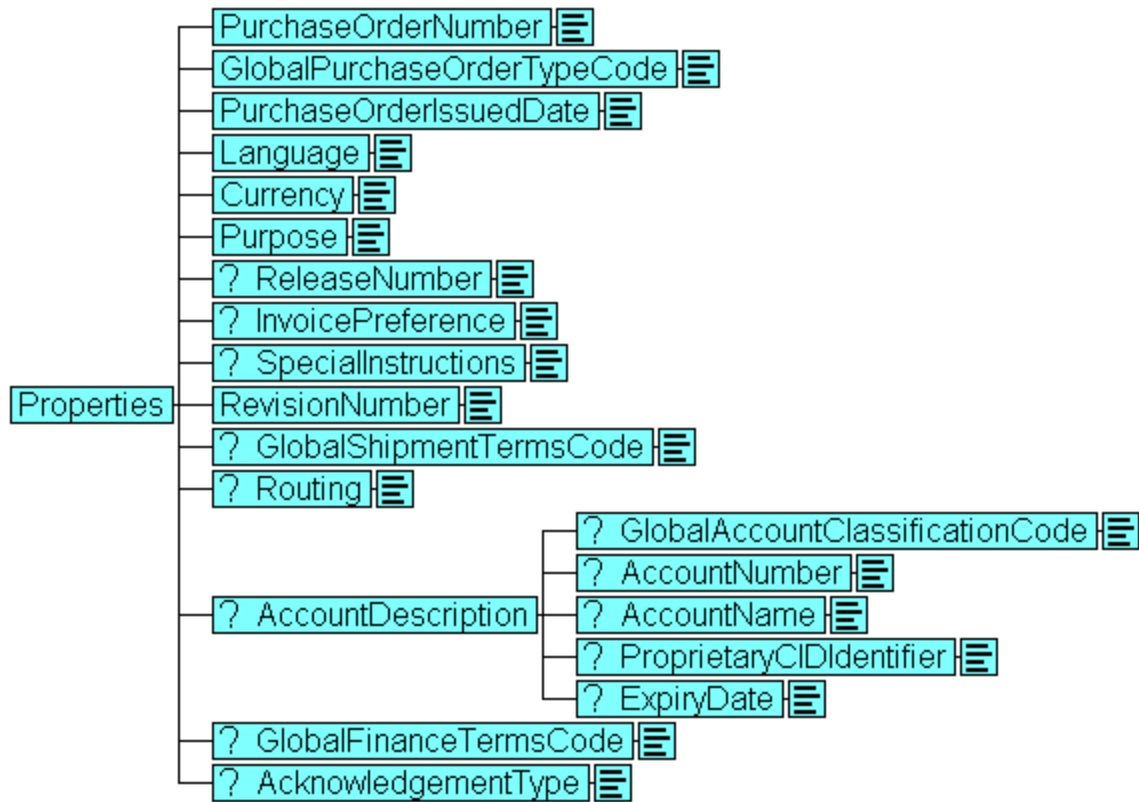 PurchaseOrderNumber
GlobalPurchaseOrderTypeCode
PurchaseOrderIssuedDate
Language
Currency
Purpose
? ReleaseNumber
? InvoicePreference
? SpecialInstructions
Properties
RevisionNumber
? GlobalShipmentTermsCode
? Routing
? GlobalAccountClassificationCode
? AccountNumber
? AccountDescription
? AccountName
? ProprietaryCIDIdentifier
? ExpiryDate
? GlobalFinanceTermsCode
? AcknowledgementType